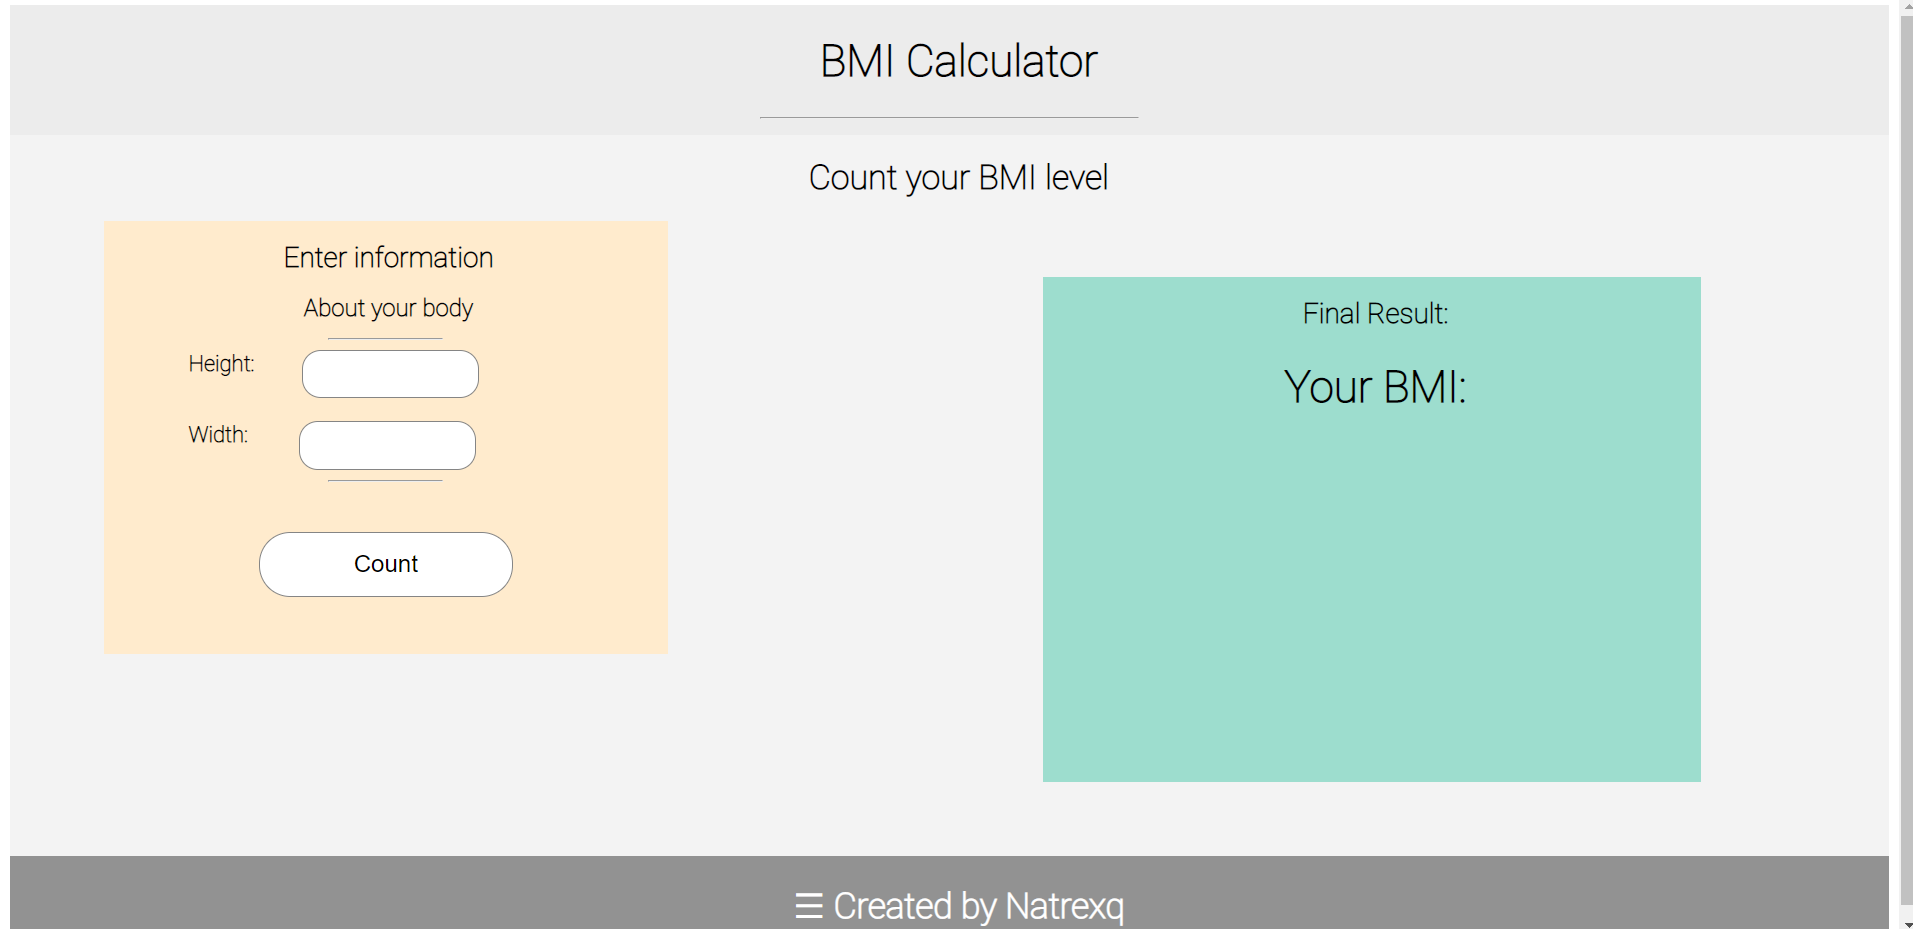 BMI Calculator
Count your BMI level
Enter information
About your body
Height:
Width:
Count
Final Result:
Your BMI:
☰ Created by Natrexq